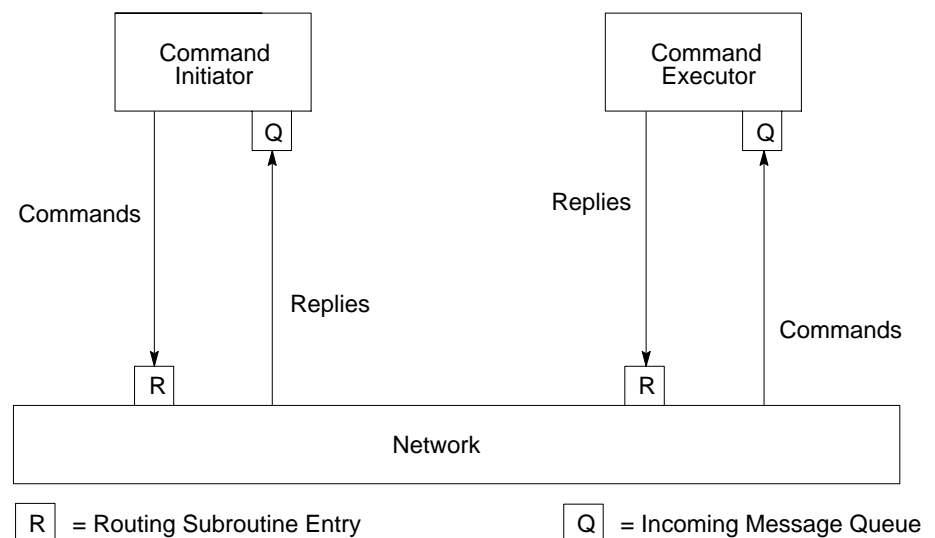 Command
Initiator
Command
Executor
Q
Q
Commands
Replies
Replies
Commands
R
R
Network
R = Routing Subroutine Entry
Q = Incoming Message Queue